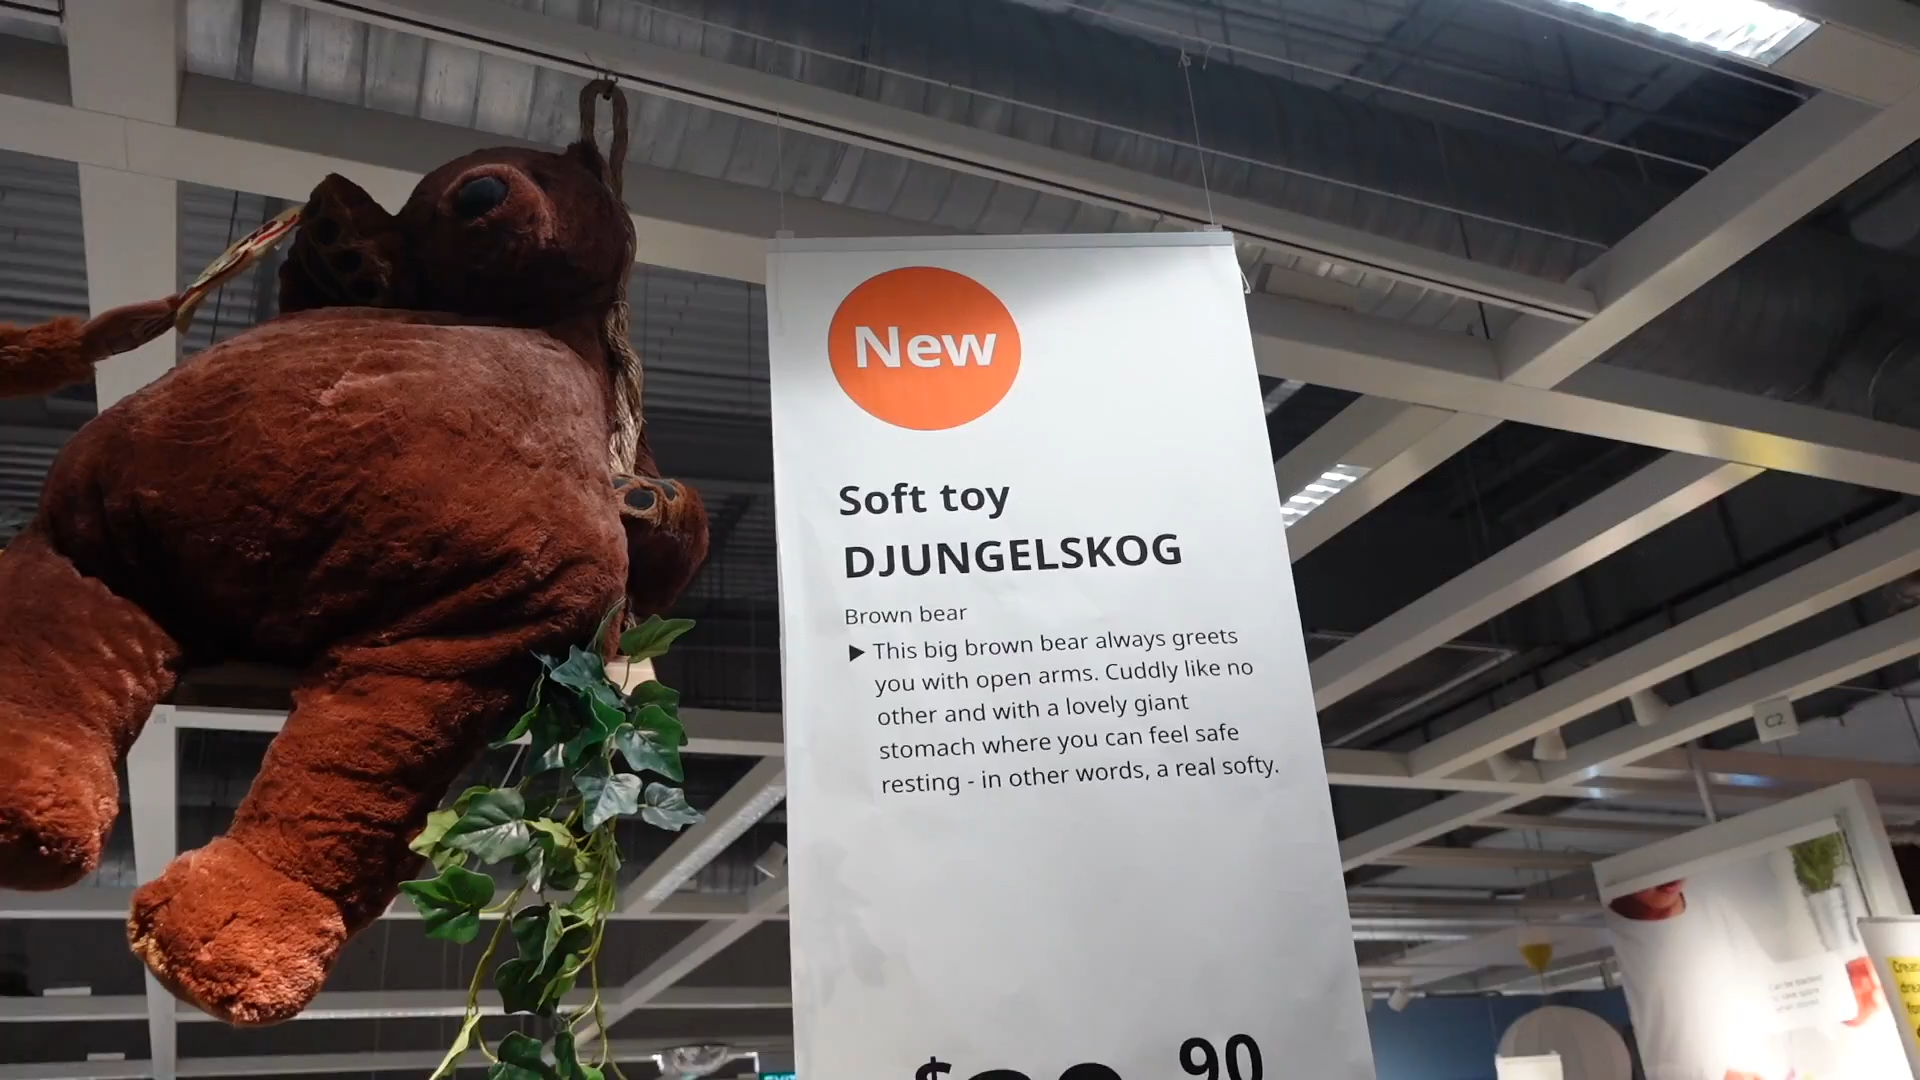 New
Soft toy
DJUNGELSKOG
Brown bear
▶ This big brown bear always greets
you with open arms. Cuddly like no
other and with a lovely giant
stomach where you can feel safe
resting - in other words, a real softy.
$ 90
C2